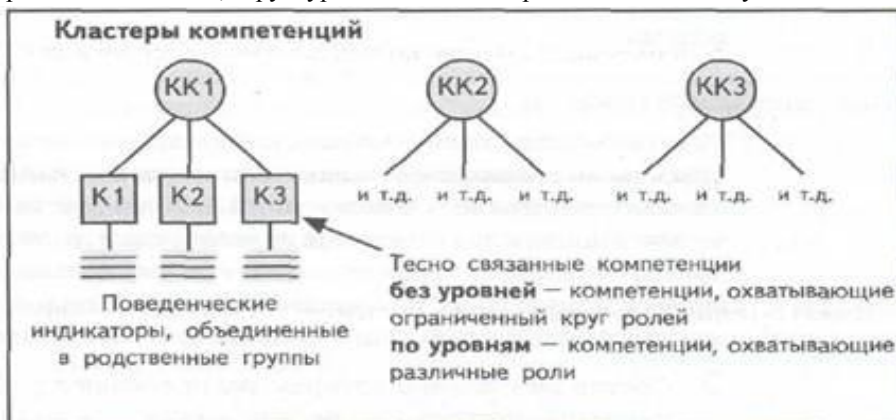 Кластеры компетенций
КК1
КК2
КК3
К1
К2
К3
и т.д.
и т.д.
и т.д.
и т.д.
и т.д.
и т.д.
Тесно связанные компетенции
без уровней — компетенции, охватывающие
ограниченный круг ролей
по уровням — компетенции, охватывающие
различные роли
Поведенческие
индикаторы, объединенные
в родственные группы